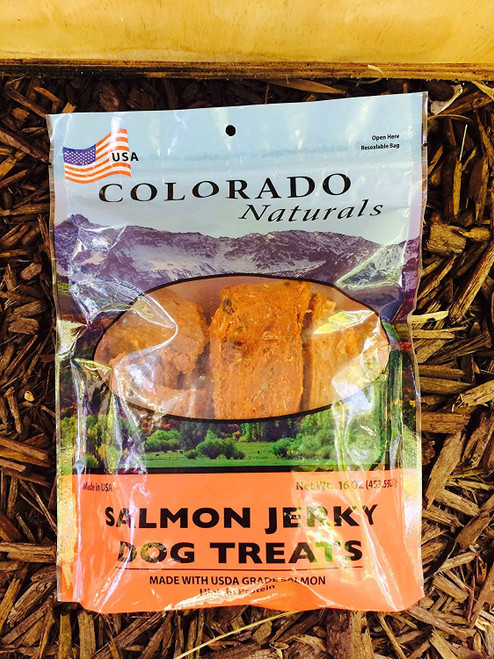 Open Here
Resealable Bag
USA
COLORADO
Naturals
Made in USA
Net Wt. 16 Oz
SALMON JERKY
DOG TREATS
MADE WITH USDA GRADE SALMON
Protein